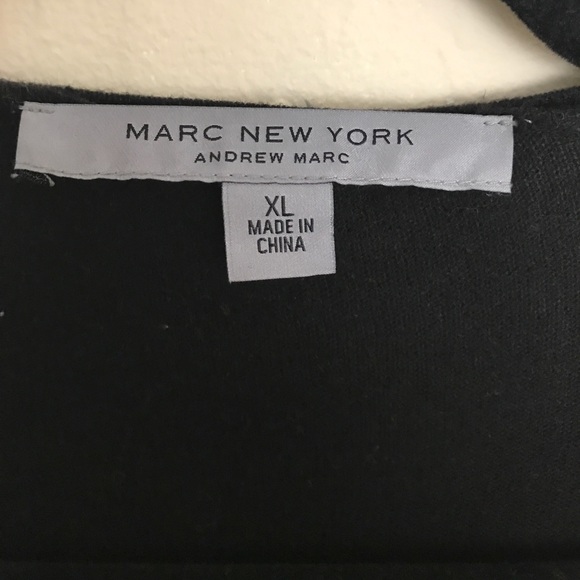 MARC NEW YORK
ANDREW MARC
XL
MADE IN
CHINA